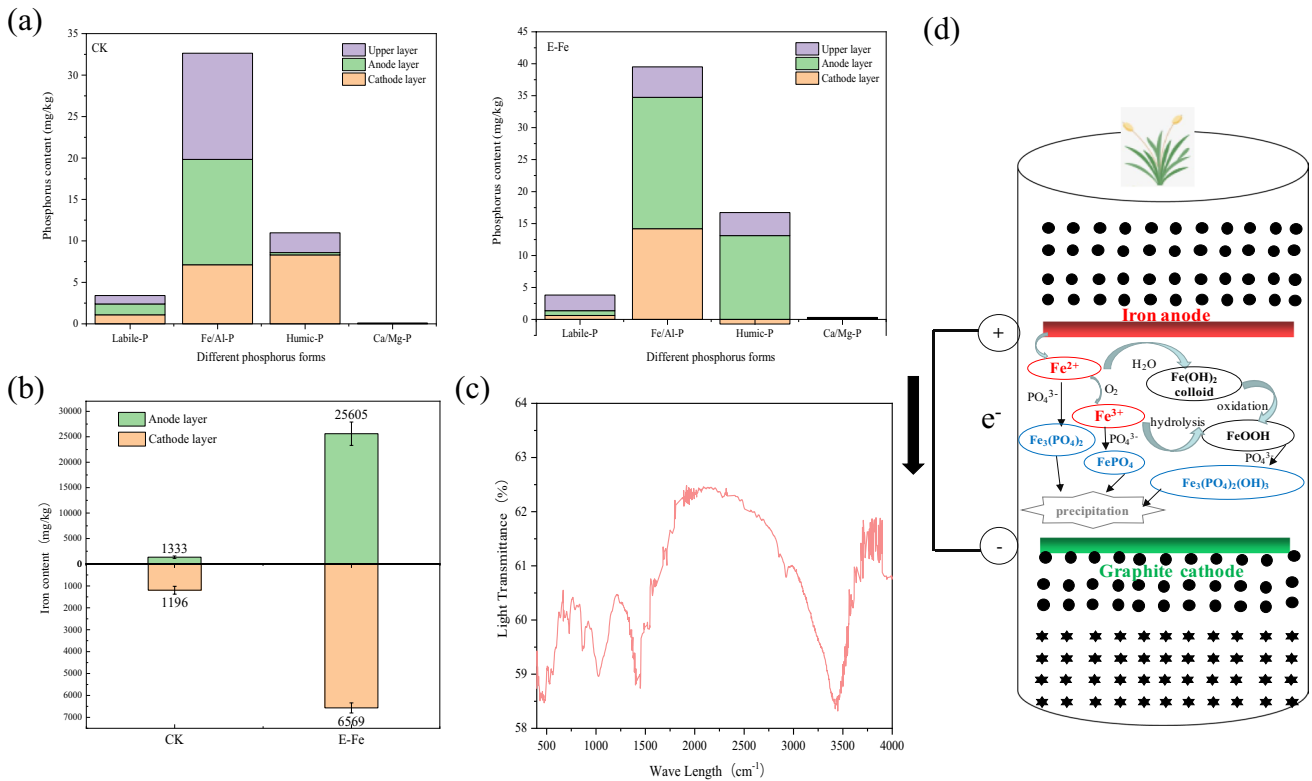 (a)
CK
Upper layer
Anode layer
Cathode layer
Phosphorus content (mg/kg)
35
30
25
20
15
10
5
0
Labile-P Fe/Al-P Humic-P Ca/Mg-P
Different phosphorus forms
E-Fe
Upper layer
Anode layer
Cathode layer
Phosphorus content (mg/kg)
45
40
35
30
25
20
15
10
5
0
Labile-P Fe/Al-P Humic-P Ca/Mg-P
Different phosphorus forms
(b)
Anode layer
Cathode layer
Iron content (mg/kg)
30000
25000
20000
15000
10000
5000
0
1000
2000
3000
4000
5000
6000
7000
1333
1196
25605
6569
CK E-Fe
(c)
Light Transmittance (%)
64
63
62
61
60
59
58
500 1000 1500 2000 2500 3000 3500 4000
Wave Length (cm⁻¹)
(d)
Iron anode
+
e⁻
-
Fe²⁺
H₂O
Fe(OH)₂
colloid
O₂
PO₄³⁻
oxidation
Fe³⁺
hydrolysis
FeOOH
PO₄³⁻
PO₄³⁻
Fe₃(PO₄)₂
FePO₄
Fe₃(PO₄)₂(OH)₃
precipitation
Graphite cathode